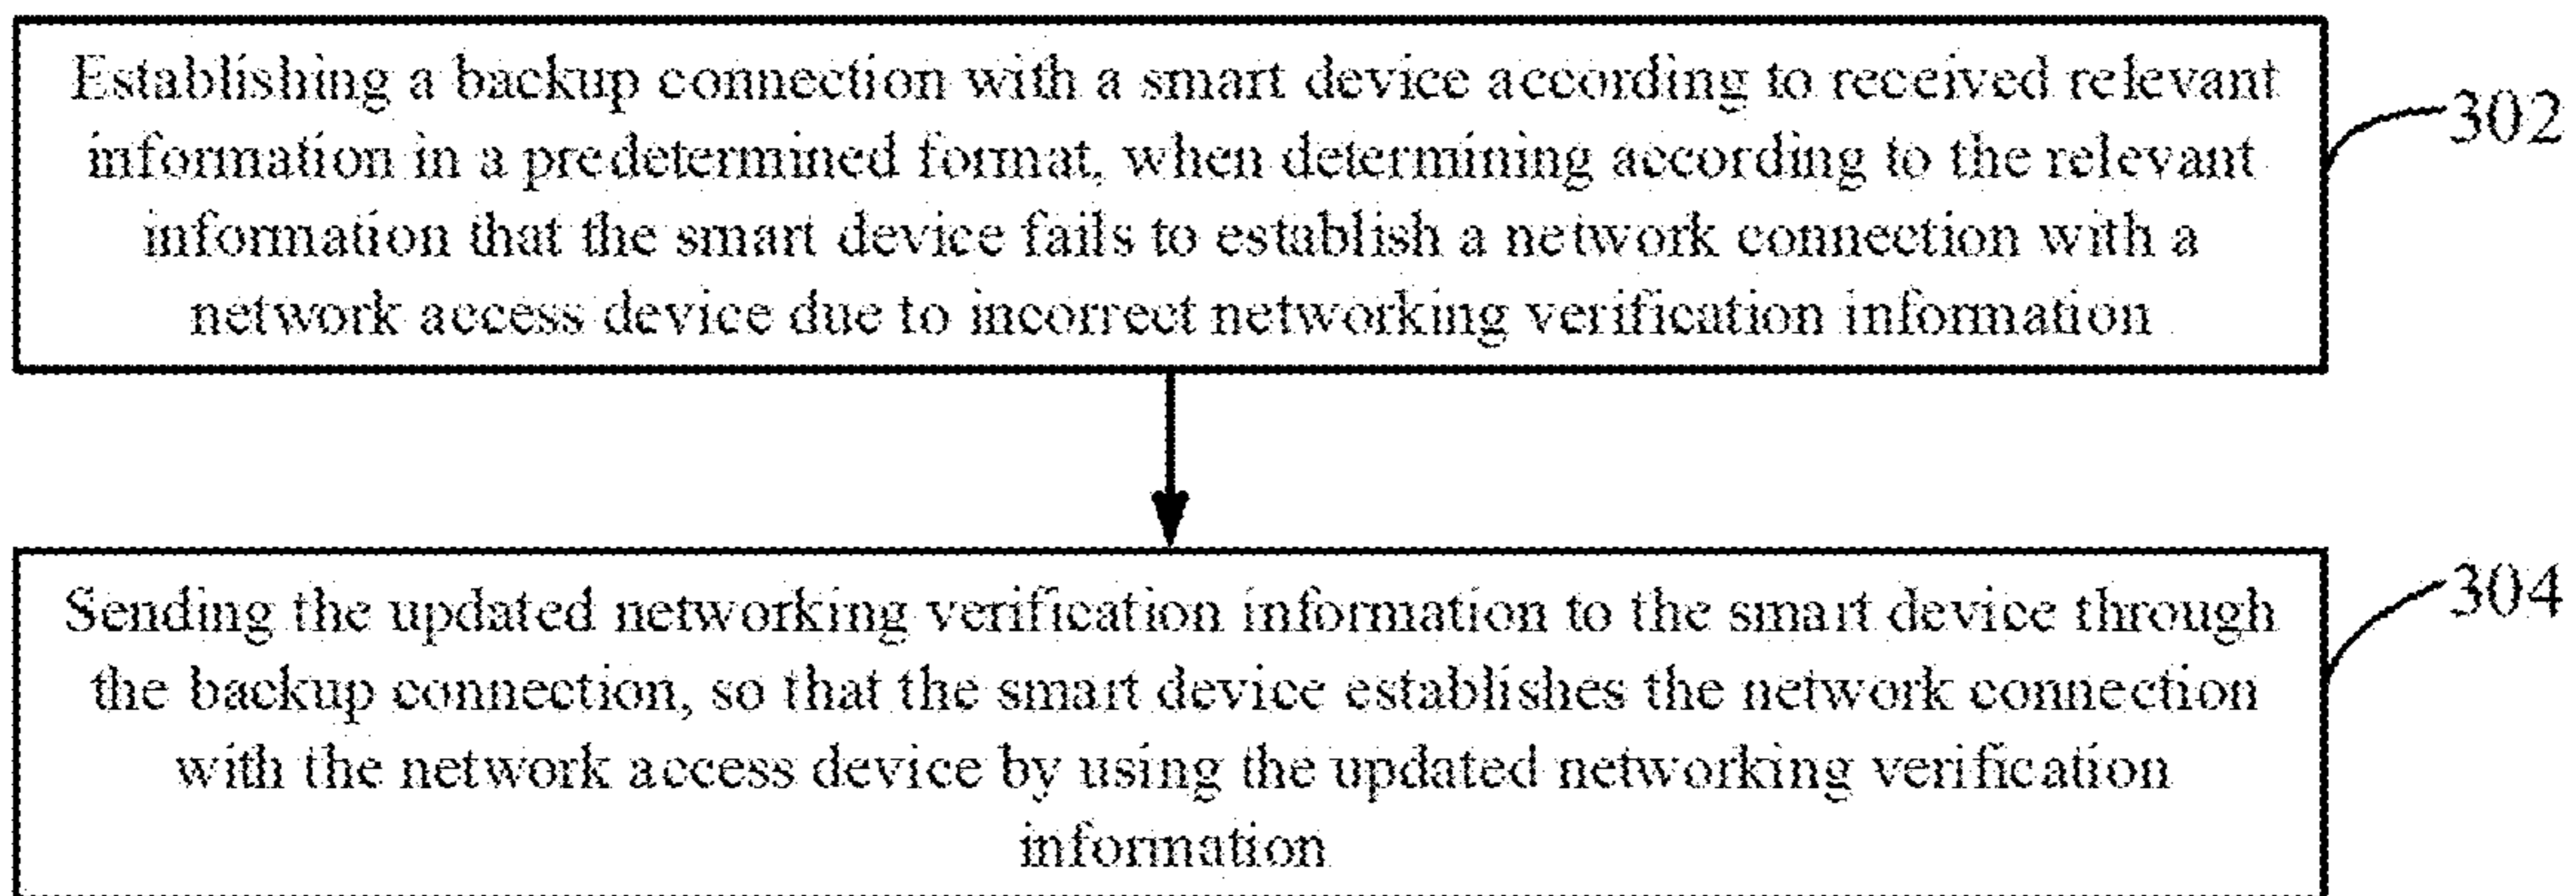 Establishing a backup connection with a smart device according to received relevant
information in a predetermined format, when determining according to the relevant
information that the smart device fails to establish a network connection with a
network access device due to incorrect networking verification information
302
Sending the updated networking verification information to the smart device through
the backup connection, so that the smart device establishes the network connection
with the network access device by using the updated networking verification
information
304